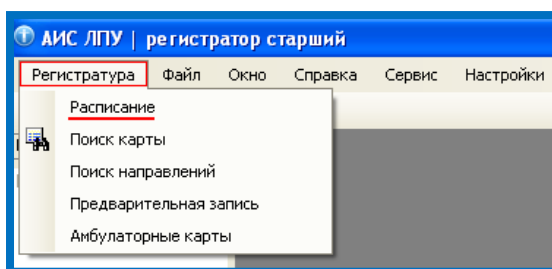 АИС ЛПУ | регистратор старший
Регистратура Файл Окно Справка Сервис Настройки
Расписание
Поиск карты
Поиск направлений
Предварительная запись
Амбулаторные карты